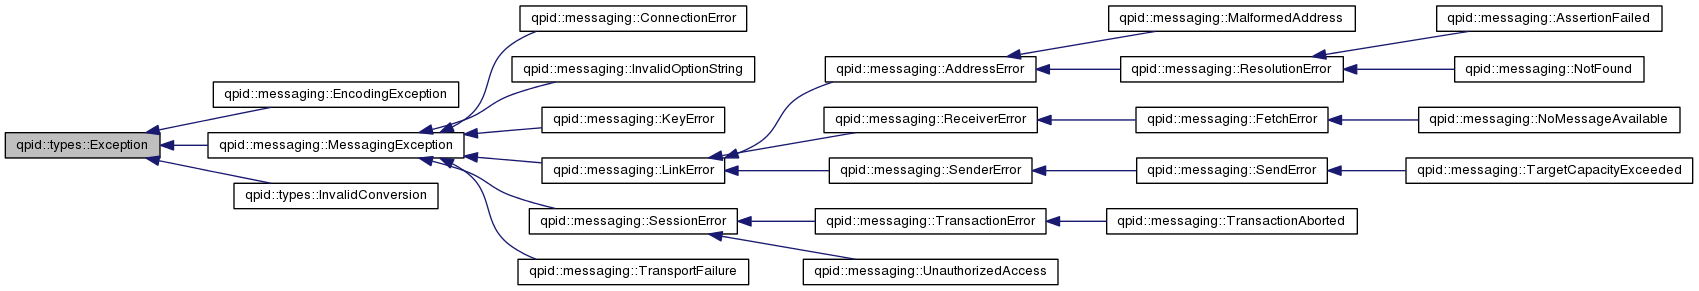 qpid::types::Exception
qpid::messaging::EncodingException
qpid::messaging::MessagingException
qpid::types::InvalidConversion
qpid::messaging::ConnectionError
qpid::messaging::InvalidOptionString
qpid::messaging::KeyError
qpid::messaging::LinkError
qpid::messaging::SessionError
qpid::messaging::TransportFailure
qpid::messaging::AddressError
qpid::messaging::ReceiverError
qpid::messaging::SenderError
qpid::messaging::TransactionError
qpid::messaging::UnauthorizedAccess
qpid::messaging::MalformedAddress
qpid::messaging::ResolutionError
qpid::messaging::FetchError
qpid::messaging::SendError
qpid::messaging::TransactionAborted
qpid::messaging::AssertionFailed
qpid::messaging::NotFound
qpid::messaging::NoMessageAvailable
qpid::messaging::TargetCapacityExceeded